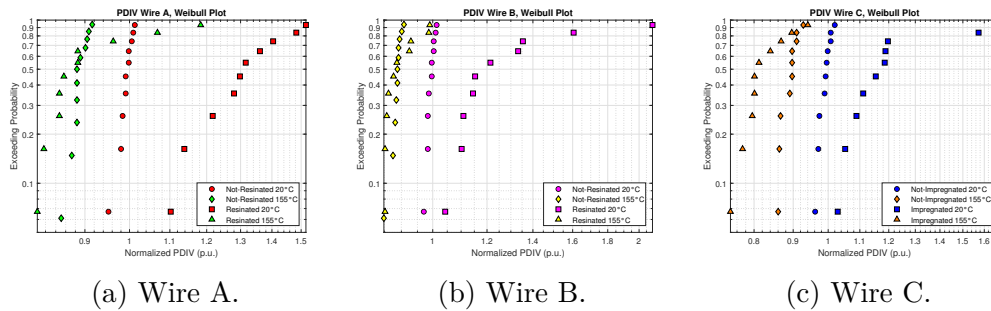 PDIV Wire A, Weibull Plot
Exceeding Probability
1
0.9
0.8
0.7
0.6
0.5
0.4
0.3
0.2
0.1
Not-Resinated 20°C
Not-Resinated 155°C
Resinated 20°C
Resinated 155°C
0.9 1 1.1 1.2 1.3 1.4 1.5
Normalized PDIV (p.u.)
(a) Wire A.
PDIV Wire B, Weibull Plot
Exceeding Probability
1
0.9
0.8
0.7
0.6
0.5
0.4
0.3
0.2
0.1
Not-Resinated 20°C
Not-Resinated 155°C
Resinated 20°C
Resinated 155°C
1 1.2 1.4 1.6 1.8 2
Normalized PDIV (p.u.)
(b) Wire B.
PDIV Wire C, Weibull Plot
Exceeding Probability
1
0.9
0.8
0.7
0.6
0.5
0.4
0.3
0.2
0.1
Not-Impregnated 20°C
Not-Impregnated 155°C
Impregnated 20°C
Impregnated 155°C
0.8 0.9 1 1.1 1.2 1.3 1.4 1.5 1.6
Normalized PDIV (p.u.)
(c) Wire C.